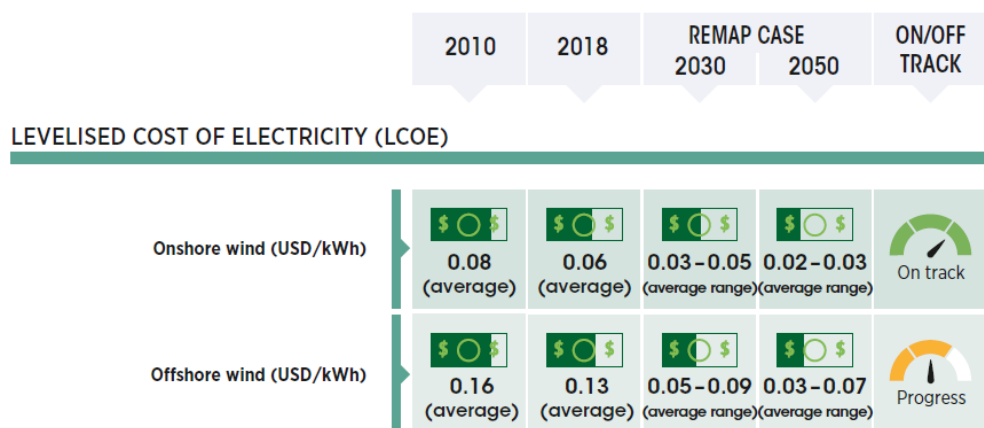 2010
2018
REMAP CASE
2030
2050
ON/OFF
TRACK
LEVELISED COST OF ELECTRICITY (LCOE)
Onshore wind (USD/kWh)
$ $
0.08
(average)
$ $
0.06
(average)
$ $
0.03 – 0.05
(average range)
$ $
0.02 – 0.03
(average range)
On track
Offshore wind (USD/kWh)
$ $
0.16
(average)
$ $
0.13
(average)
$ $
0.05 – 0.09
(average range)
$ $
0.03 – 0.07
(average range)
Progress